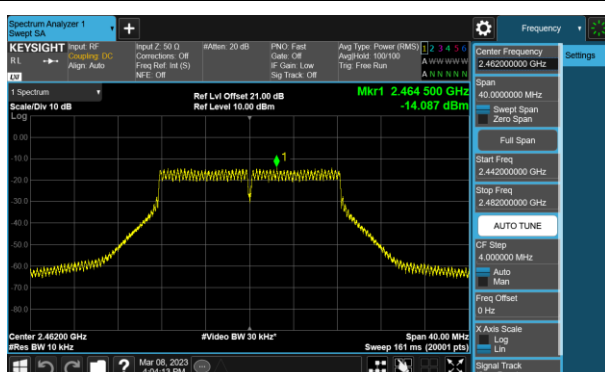 Spectrum Analyzer 1
Swept SA
Frequency
KEYSIGHT Input: RF Input Z: 50 Ω #Atten: 20 dB PNO: Fast Avg Type: Power (RMS) 1 2 3 4 5 6
RL Coupling: DC Corrections: Off Gate: Off Avg|Hold: 100/100 A W W W W W
Align: Auto Freq Ref: Int (S) IF Gain: Low Trig: Free Run
NFE: Off Sig Track: Off A N N N N N
1 Spectrum
Scale/Div 10 dB
Log
Ref Lvl Offset 21.00 dB
Ref Level 10.00 dBm
Mkr1 2.464 500 GHz
-14.087 dBm
0.00
-10.0
1
-20.0
-30.0
-40.0
-50.0
-60.0
-70.0
-80.0
Center 2.46200 GHz #Video BW 30 kHz* Span 40.00 MHz
#Res BW 10 kHz Sweep 161 ms (20001 pts)
Mar 08, 2023
4:04:13 PM
Center Frequency
2.462000000 GHz
Settings
Span
40.0000000 MHz
Swept Span
Zero Span
Full Span
Start Freq
2.442000000 GHz
Stop Freq
2.482000000 GHz
AUTO TUNE
CF Step
4.000000 MHz
Auto
Man
Freq Offset
0 Hz
X Axis Scale
Log
Lin
Signal Track